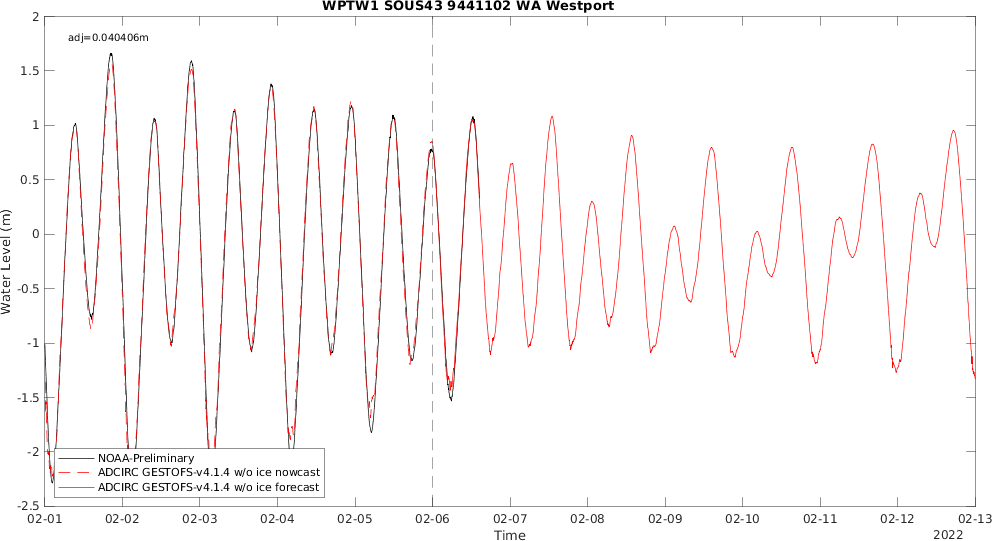 WPTW1 SOUS43 9441102 WA Westport
adj=0.040406m
Water Level (m)
2
1.5
1
0.5
0
-0.5
-1
-1.5
-2
-2.5
NOAA-Preliminary
ADCIRC GESTOFS-v4.1.4 w/o ice nowcast
ADCIRC GESTOFS-v4.1.4 w/o ice forecast
02-01 02-02 02-03 02-04 02-05 02-06 02-07 02-08 02-09 02-10 02-11 02-12 02-13
Time
2022